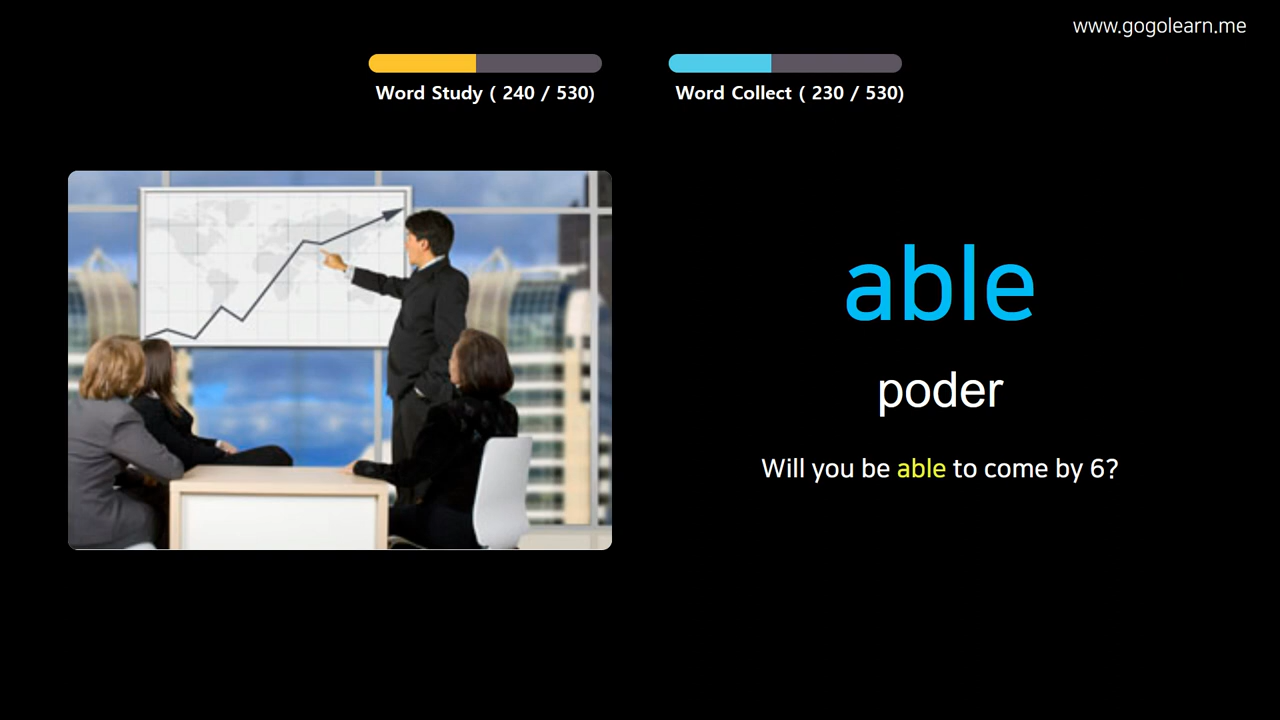 www.gogolearn.me
Word Study ( 240 / 530)
Word Collect ( 230 / 530)
able
poder
Will you be able to come by 6?